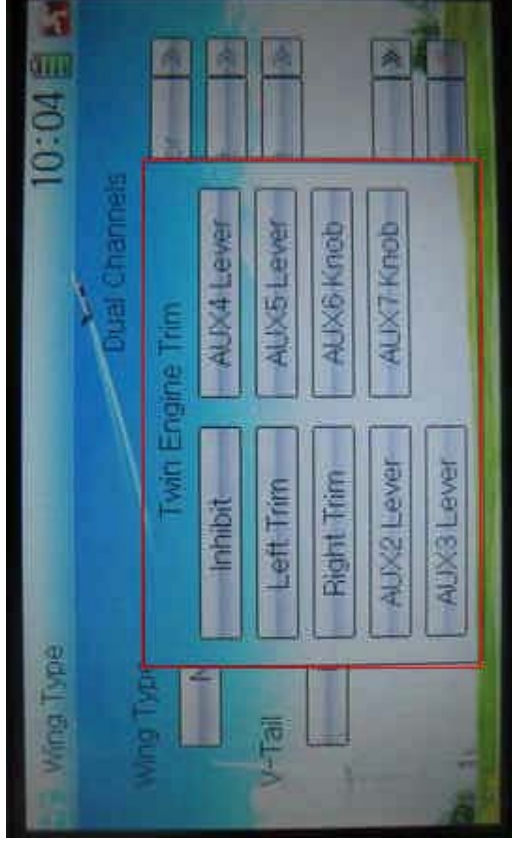 Wing Type
10:04
Wing Type
Dual Channels
V-Tail
Twin Engine Trim
Inhibit
AUX4 Lever
Left Trim
AUX5 Lever
Right Trim
AUX6 Knob
AUX2 Lever
AUX7 Knob
AUX3 Lever